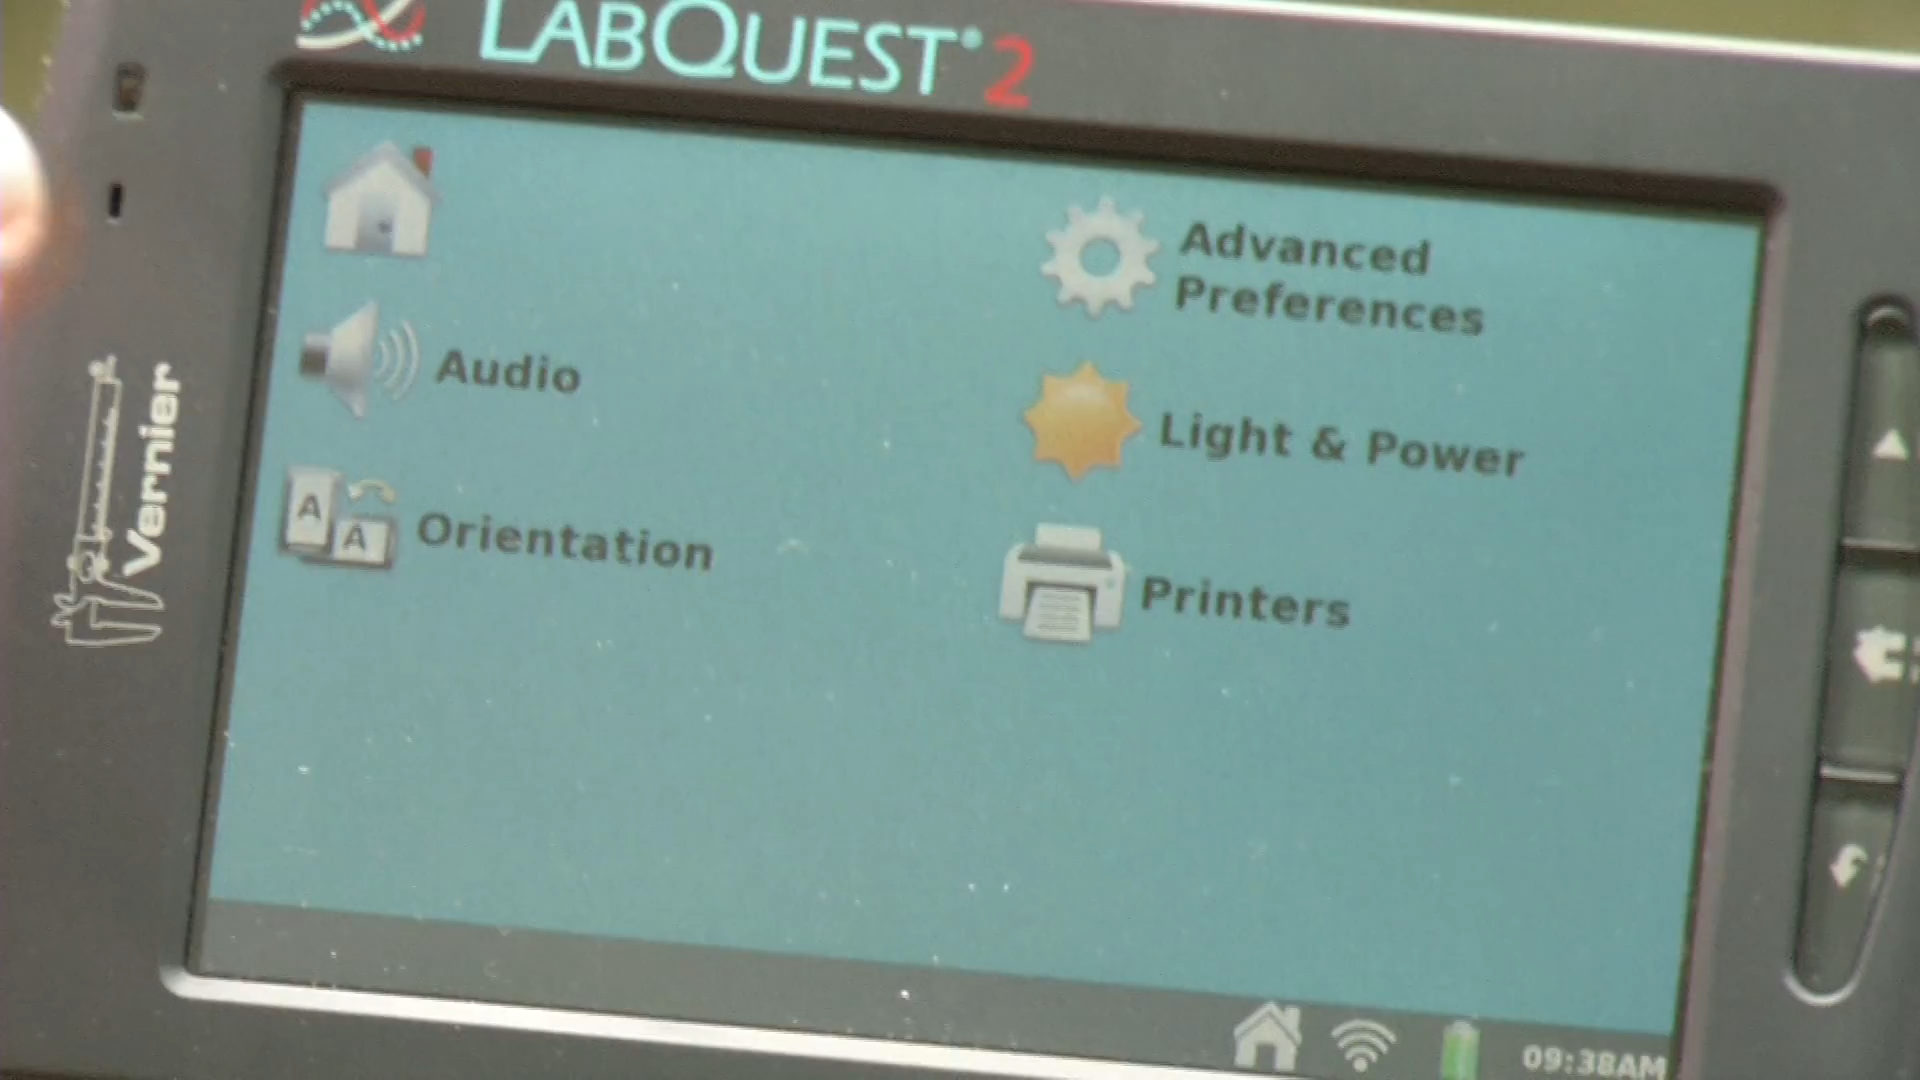 LABQUEST® 2
Advanced
Preferences
Audio
Light & Power
Orientation
A
A
Printers
Vernier
09:38AM